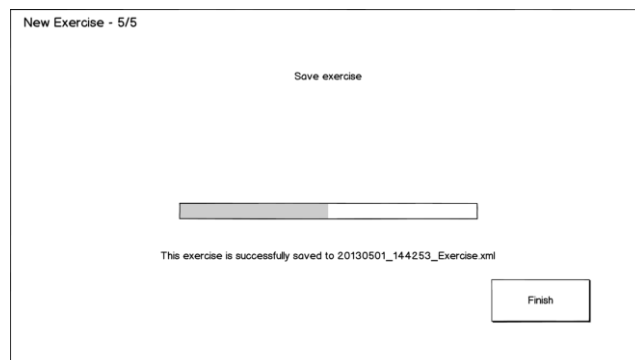 New Exercise - 5/5
Save exercise
This exercise is successfully saved to 20130501_144253_Exercise.xml
Finish